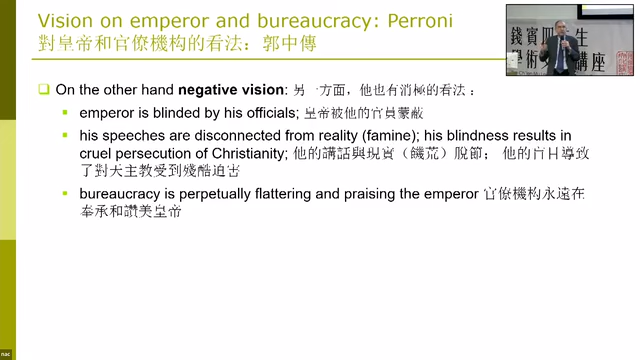 Vision on emperor and bureaucracy: Perroni
對皇帝和官僚機构的看法：郭中傳
On the other hand negative vision: 另一方面，他也有消極的看法：
emperor is blinded by his officials; 皇帝被他的官員蒙蔽
his speeches are disconnected from reality (famine); his blindness results in
cruel persecution of Christianity; 他的講話與現實（饑荒）脫節； 他的盲目導致
了對天主教受到殘酷迫害
bureaucracy is perpetually flattering and praising the emperor 官僚機构永遠在
奉承和讚美皇帝
錢賓四先生
學術文化講座
nac